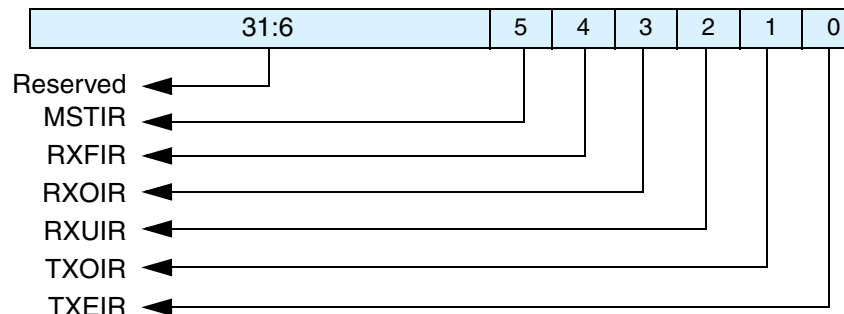 31:6 5 4 3 2 1 0
Reserved
MSTIR
RXFIR
RXOIR
RXUIR
TXOIR
TXEIR